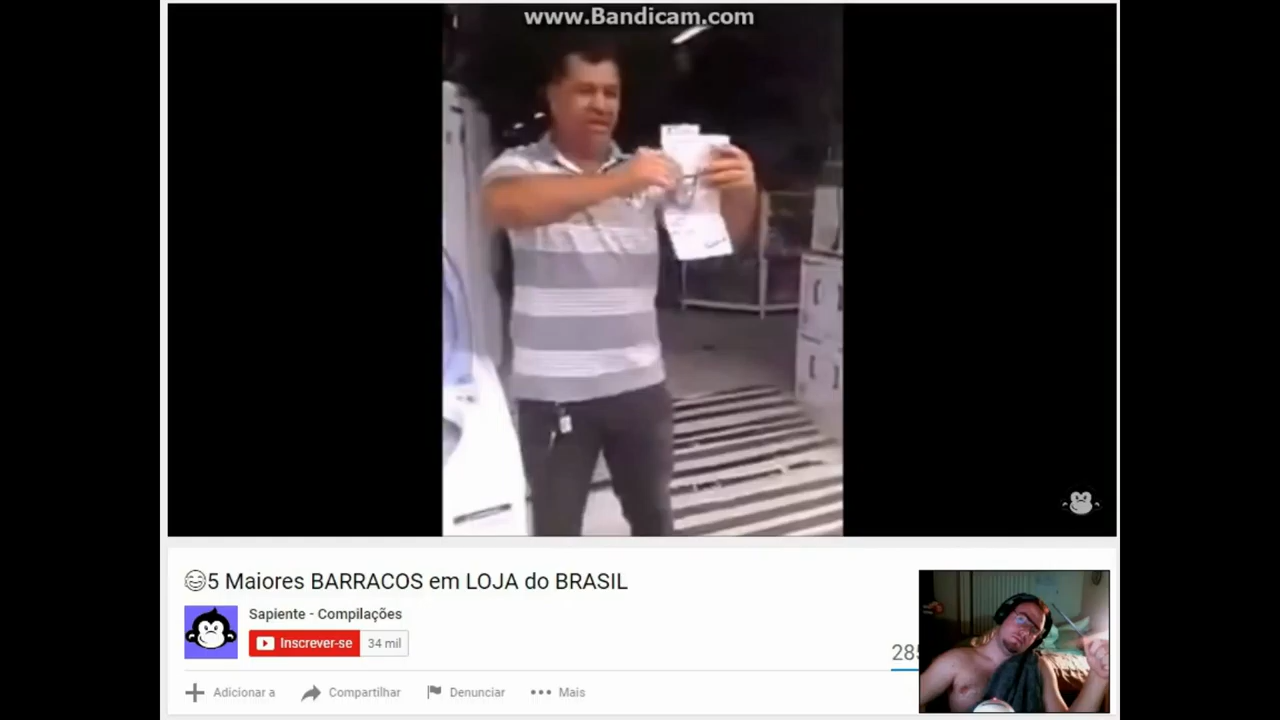 www.Bandicam.com
😂5 Maiores BARRACOS em LOJA do BRASIL
Sapiente - Compilações
Inscrever-se 34 mil
285
Adicionar a Compartilhar Denunciar Mais